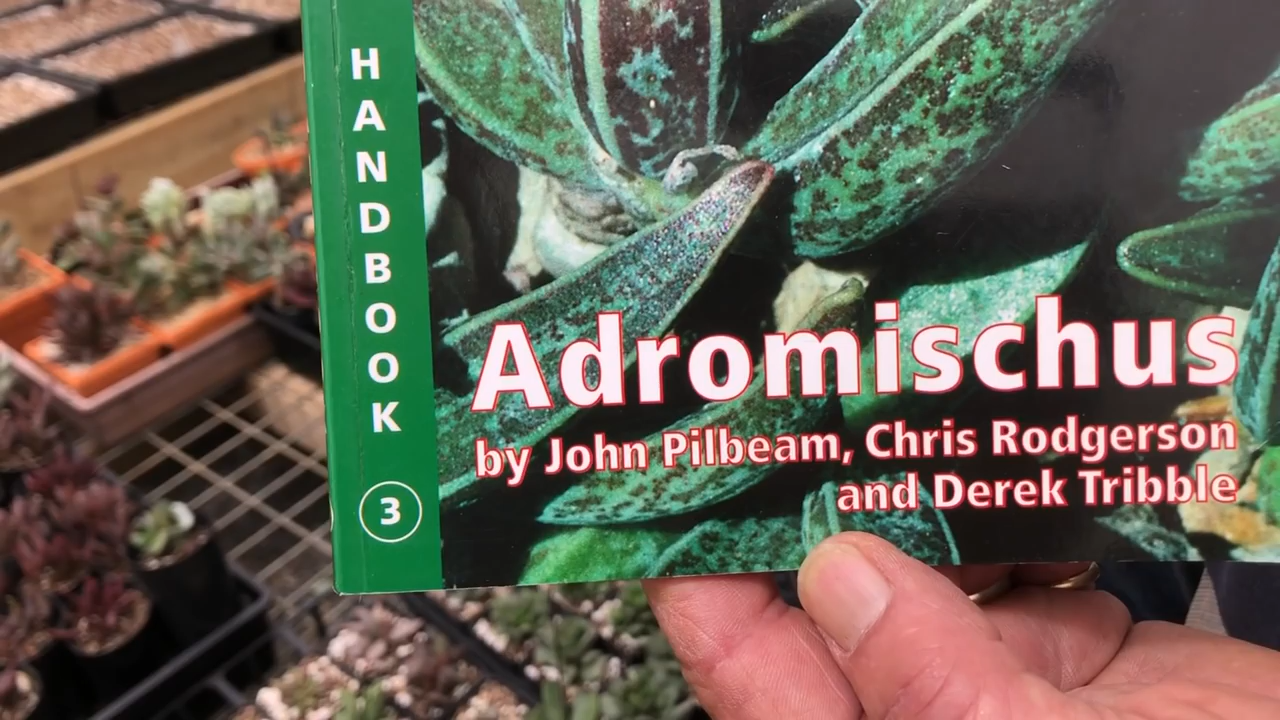 HANDBOOK
3
Adromischus
by John Pilbeam, Chris Rodgerson
and Derek Tribble